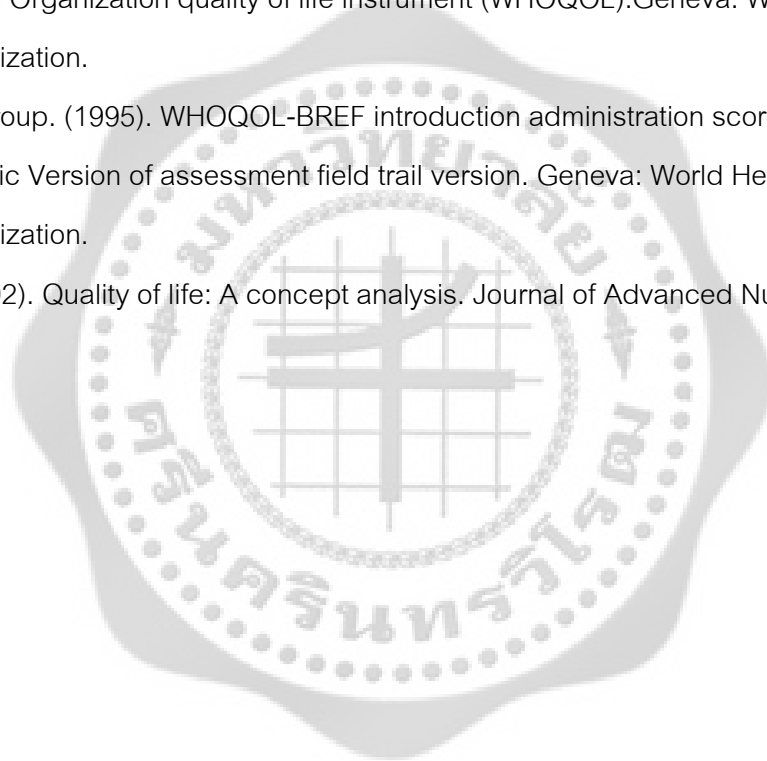 Organization quality of life instrument (WHOQOL).Geneva: W
ization.
roup. (1995). WHOQOL-BREF introduction administration scor
ic Version of assessment field trail version. Geneva: World He
ization.
2). Quality of life: A concept analysis. Journal of Advanced Nu
มหาวิทยาลัย
ศรีนครินทรวิโรฒ